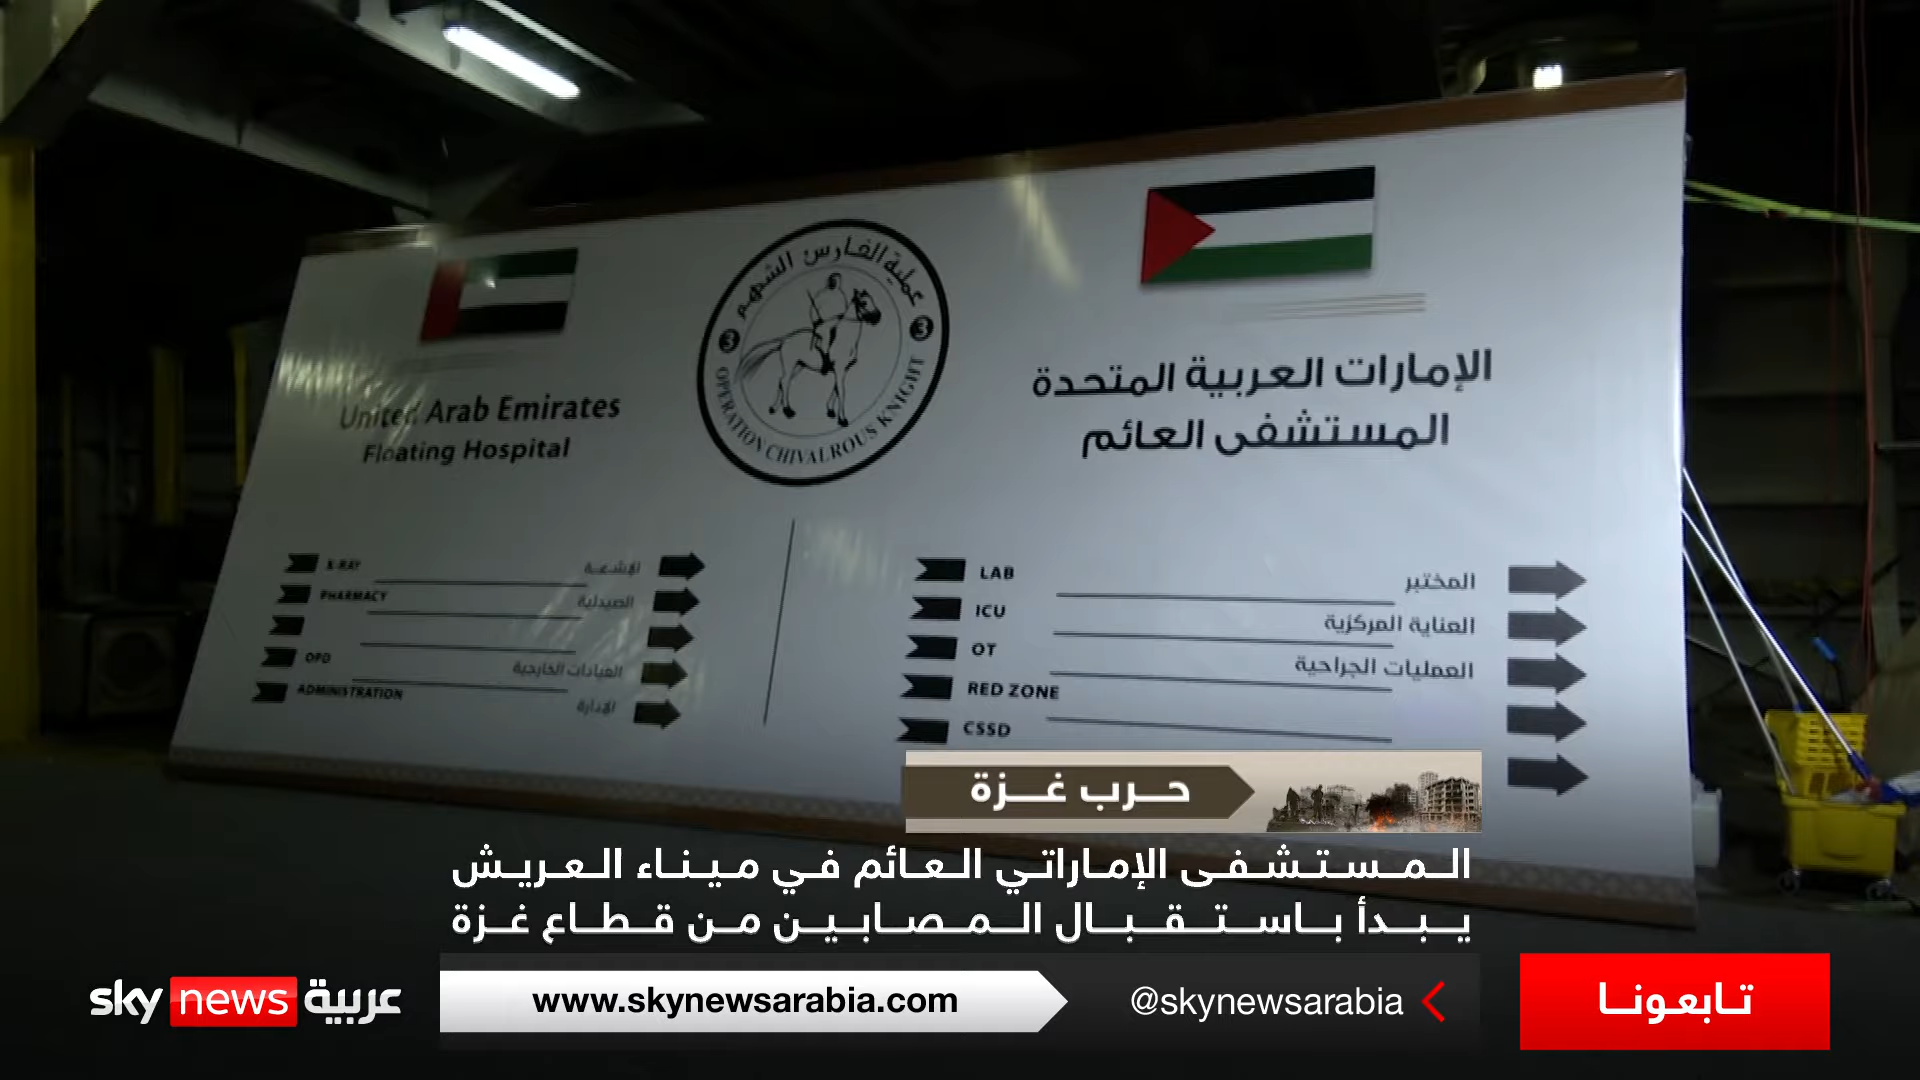 عملية الفارس الشهم
3 3
OPERATION CHIVALROUS KNIGHT
United Arab Emirates
Floating Hospital
الإمارات العربية المتحدة
المستشفى العائم
X-RAY الأشعة
PHARMACY الصيدلية
OPD العيادات الخارجية
ADMINISTRATION الإدارة
LAB المختبر
ICU العناية المركزية
OT العمليات الجراحية
RED ZONE
CSSD
حرب غزة
المستشفى الإماراتي العائم في ميناء العريش
يبدأ باستقبال المصابين من قطاع غزة
sky news عربية
www.skynewsarabia.com
@skynewsarabia
تابعونا